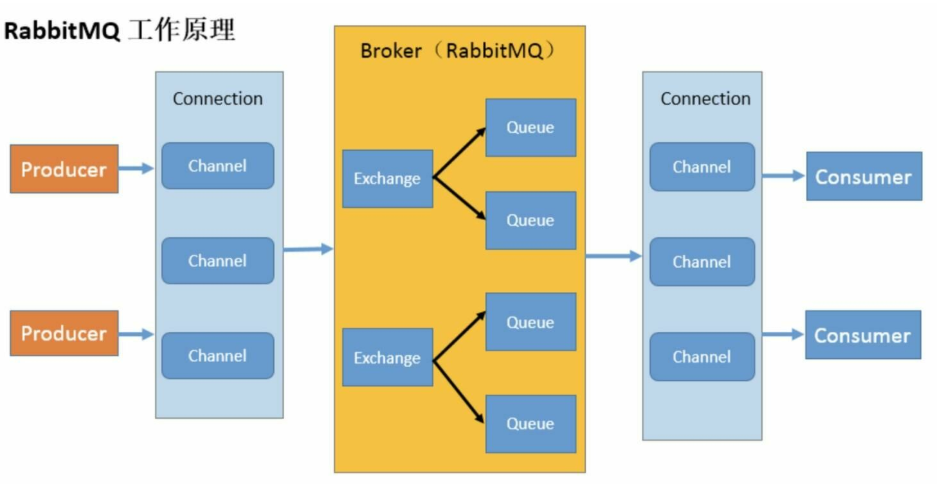 RabbitMQ 工作原理
Broker（RabbitMQ）
Connection
Connection
Producer
Producer
Channel
Channel
Channel
Exchange
Queue
Queue
Exchange
Queue
Queue
Channel
Channel
Channel
Consumer
Consumer